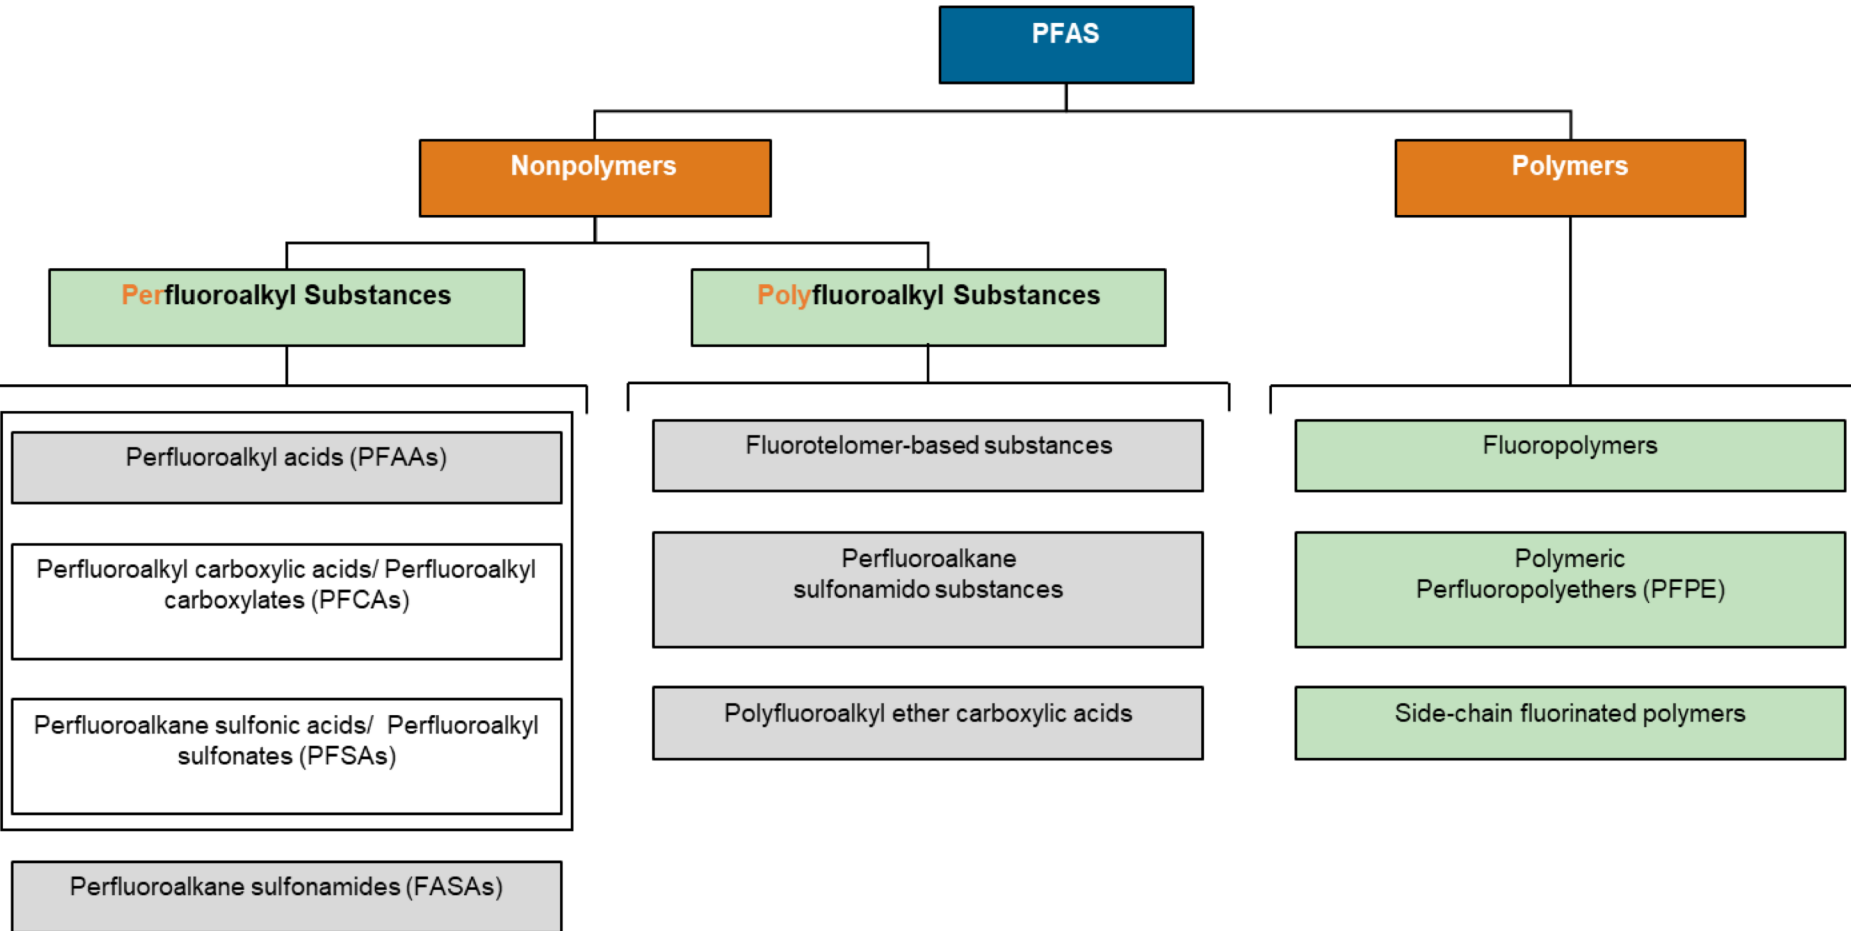 PFAS
Nonpolymers
Polymers
Perfluoroalkyl Substances
Polyfluoroalkyl Substances
Perfluoroalkyl acids (PFAAs)
Perfluoroalkyl carboxylic acids/ Perfluoroalkyl
carboxylates (PFCAs)
Perfluoroalkane sulfonic acids/ Perfluoroalkyl
sulfonates (PFSAs)
Perfluoroalkane sulfonamides (FASAs)
Fluorotelomer-based substances
Perfluoroalkane
sulfonamido substances
Polyfluoroalkyl ether carboxylic acids
Fluoropolymers
Polymeric
Perfluoropolyethers (PFPE)
Side-chain fluorinated polymers